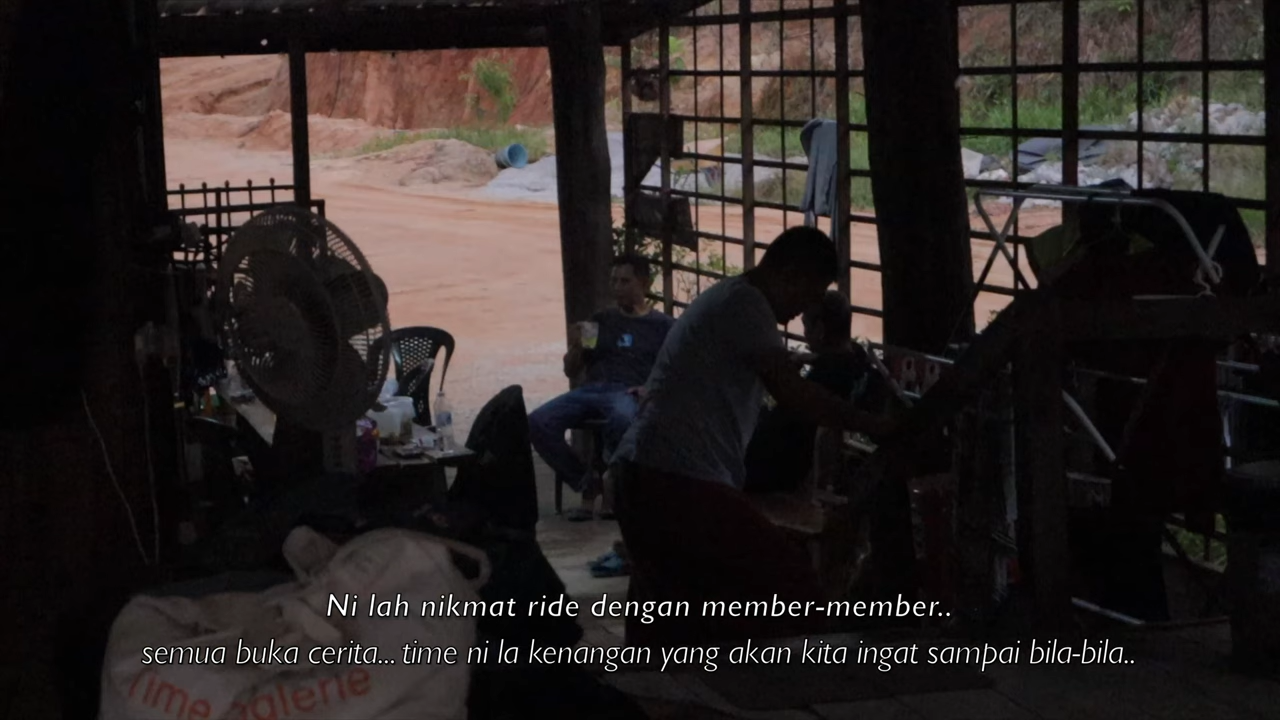 Ni lah nikmat ride dengan member-member..
semua buka cerita... time ni la kenangan yang akan kita ingat sampai bila-bila..